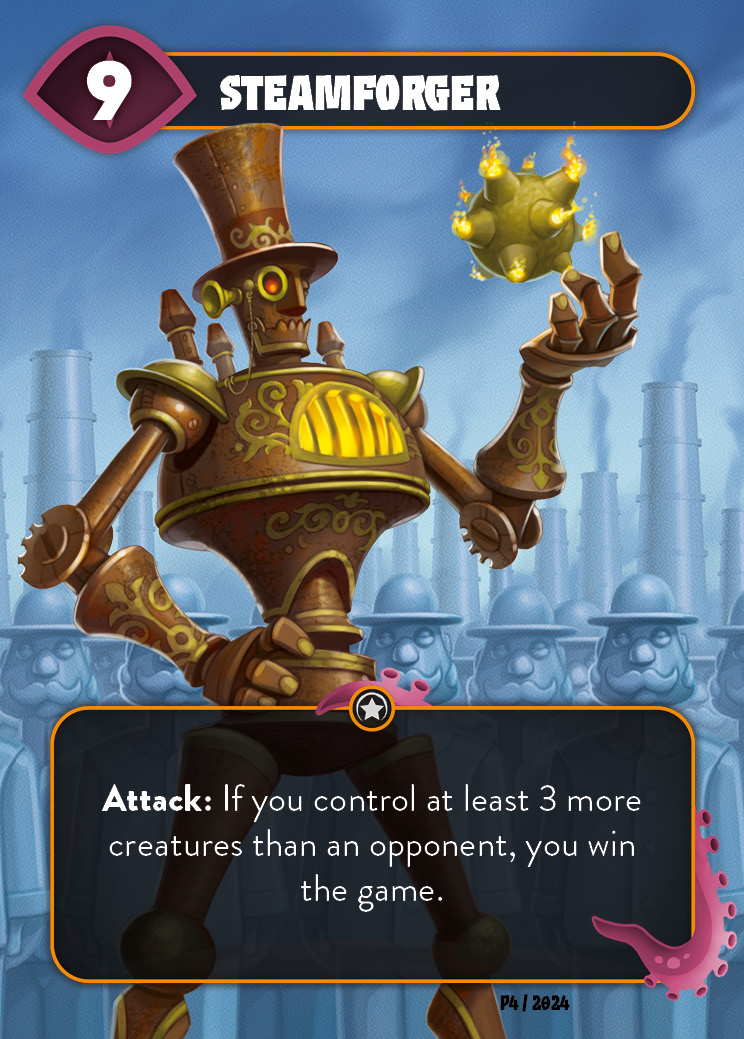 9
STEAMFORGER
Attack: If you control at least 3 more
creatures than an opponent, you win
the game.
P4 / 2024